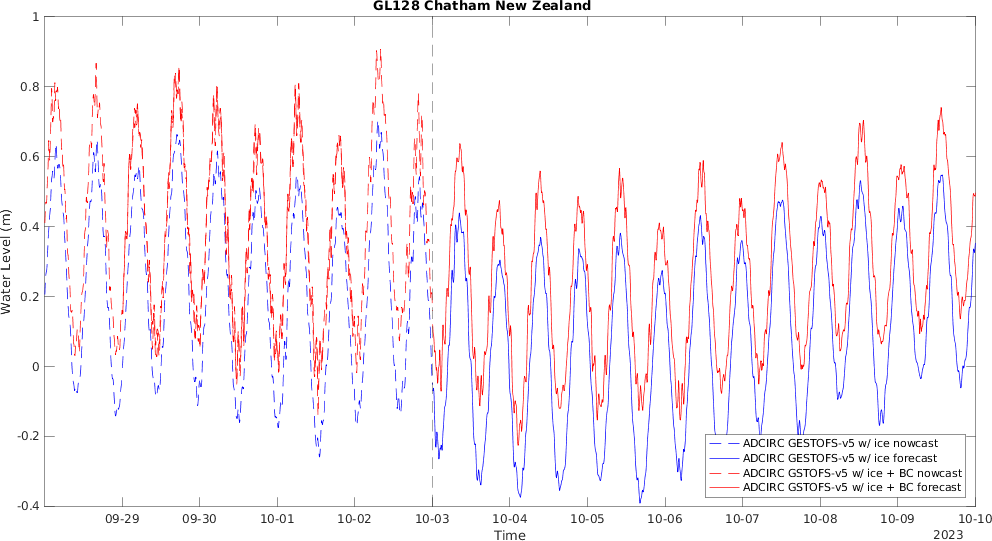 GL128 Chatham New Zealand
1
0.8
0.6
0.4
0.2
0
-0.2
-0.4
Water Level (m)
ADCIRC GESTOFS-v5 w/ ice nowcast
ADCIRC GESTOFS-v5 w/ ice forecast
ADCIRC GSTOFS-v5 w/ ice + BC nowcast
ADCIRC GSTOFS-v5 w/ ice + BC forecast
09-29 09-30 10-01 10-02 10-03 10-04 10-05 10-06 10-07 10-08 10-09 10-10
Time
2023